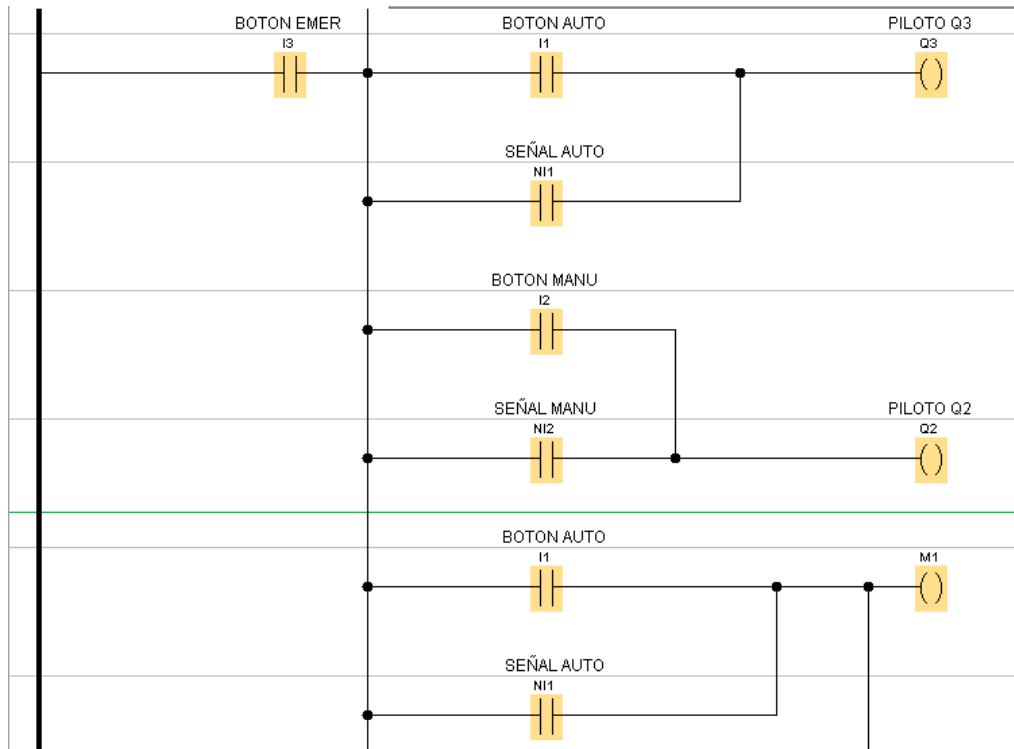 BOTON EMER
I3
BOTON AUTO
I1
PILOTO Q3
Q3
SEÑAL AUTO
NI1
BOTON MANU
I2
SEÑAL MANU
NI2
PILOTO Q2
Q2
BOTON AUTO
I1
M1
SEÑAL AUTO
NI1